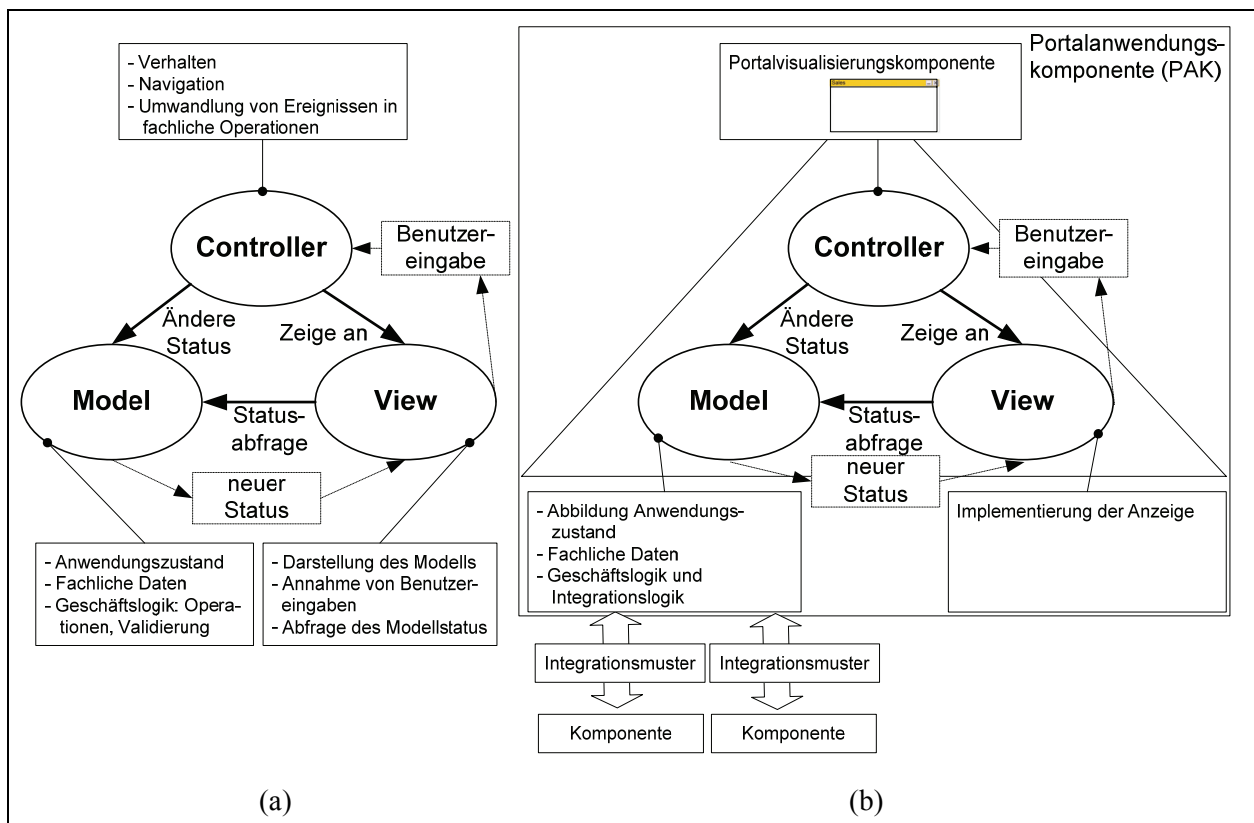 - Verhalten
- Navigation
- Umwandlung von Ereignissen in
fachliche Operationen
Controller
Benutzer-
eingabe
Ändere
Status
Zeige an
Model
View
Status-
abfrage
neuer
Status
- Anwendungszustand
- Fachliche Daten
- Geschäftslogik: Opera-
tionen, Validierung
- Darstellung des Modells
- Annahme von Benutzer-
eingaben
- Abfrage des Modellstatus
(a)
Portalanwendungs-
komponente (PAK)
Portalvisualisierungskomponente
Sales
Controller
Benutzer-
eingabe
Ändere
Status
Zeige an
Model
View
Status-
abfrage
neuer
Status
- Abbildung Anwendungs-
zustand
- Fachliche Daten
- Geschäftslogik und
Integrationslogik
Implementierung der Anzeige
Integrationsmuster
Integrationsmuster
Komponente
Komponente
(b)